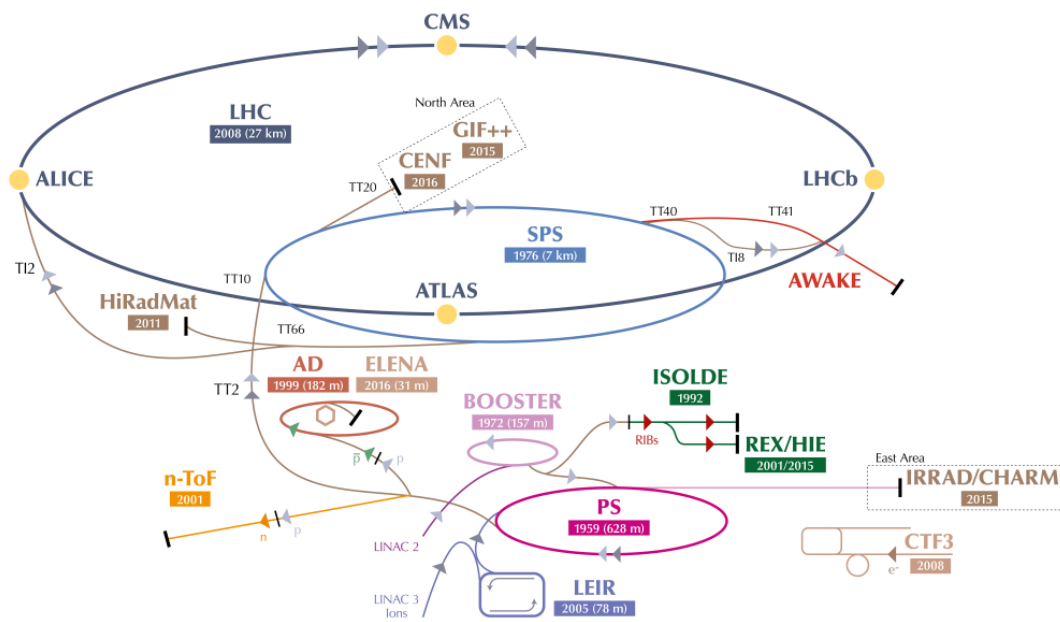 CMS
LHC
2008 (27 km)
North Area
GIF++
2015
CENF
2016
ALICE
TT20
LHCb
TT40
TT41
SPS
1976 (7 km)
TI8
TI2
TT10
AWAKE
HiRadMat
2011
ATLAS
TT66
AD
1999 (182 m)
ELENA
2016 (31 m)
TT2
ISOLDE
1992
BOOSTER
1972 (157 m)
RIBs
REX/HIE
2001/2015
p̅
p
East Area
n-ToF
2001
IRRAD/CHARM
2015
PS
1959 (628 m)
n
p
LINAC 2
CTF3
2008
e⁻
LINAC 3
Ions
LEIR
2005 (78 m)